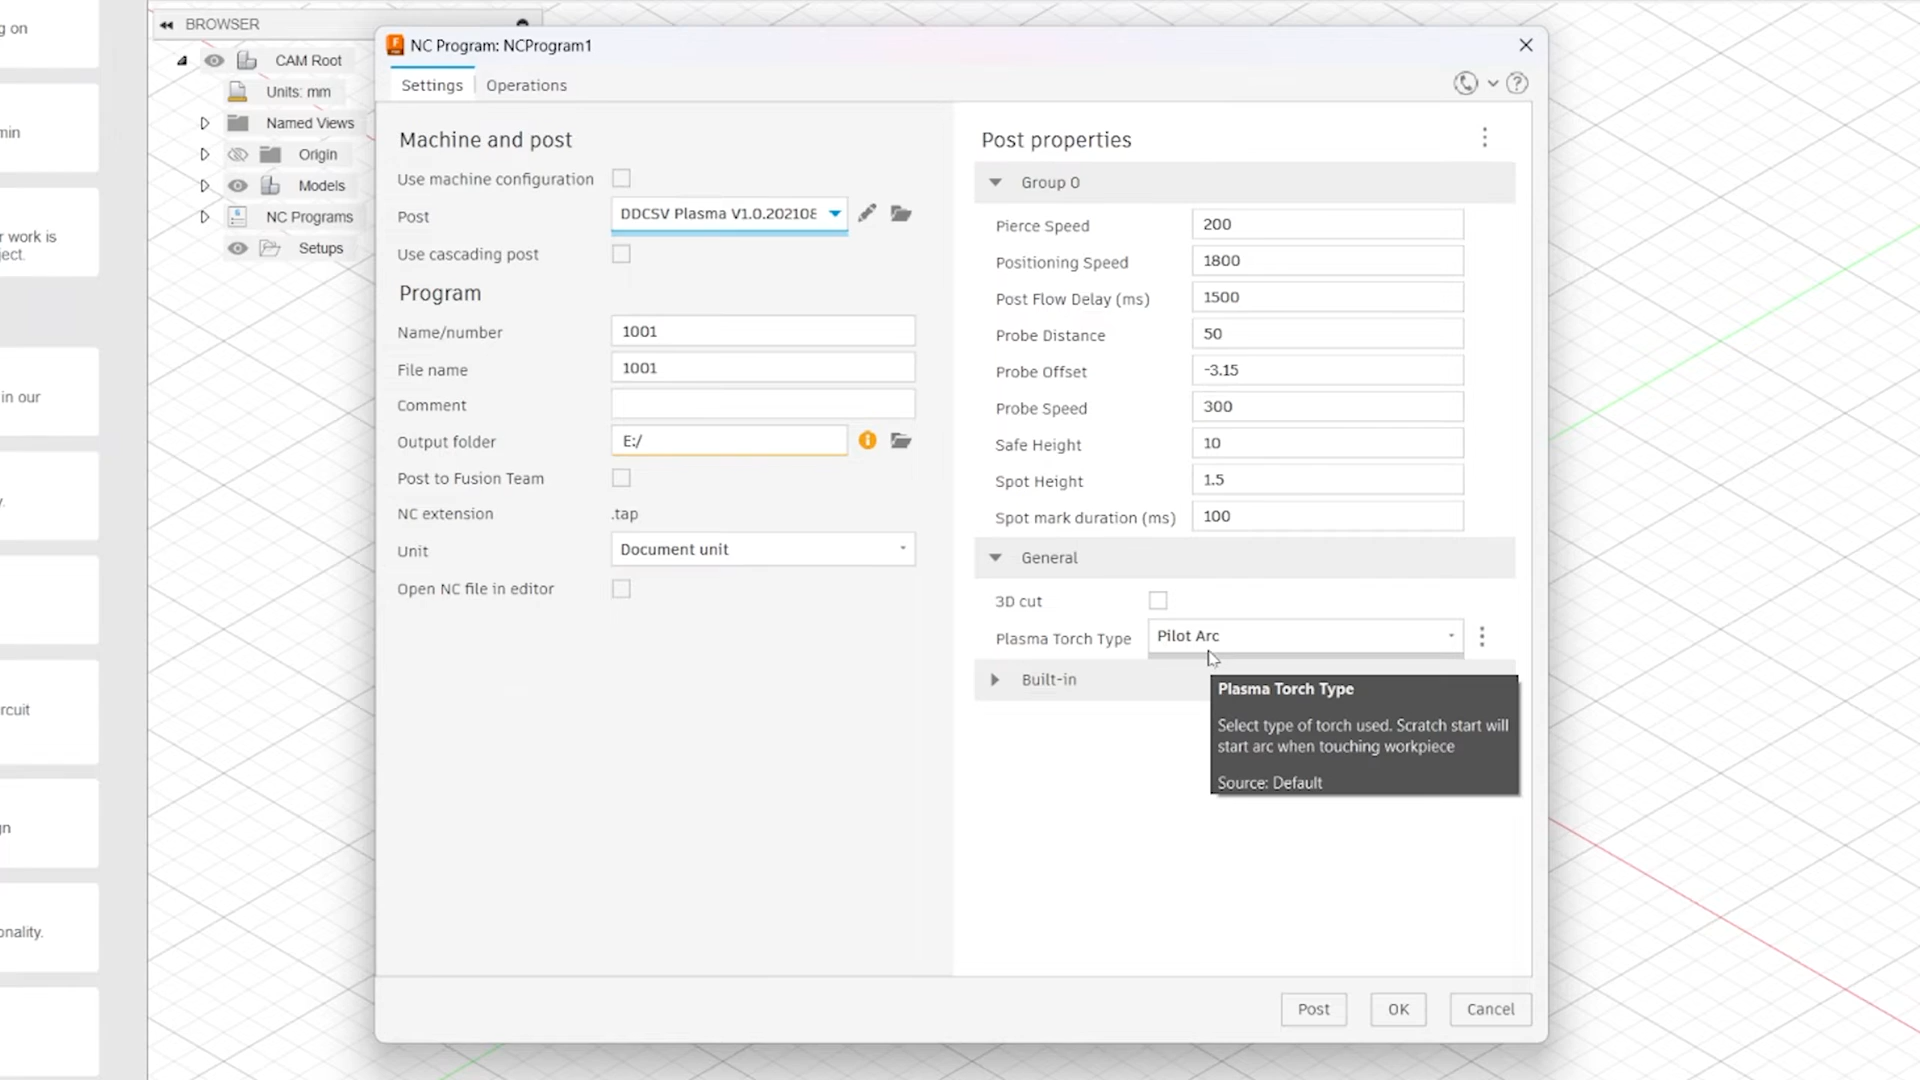 g on
min
r work is
ject.
in our
y.
rcuit
gn
onality.
BROWSER
CAM Root
Units: mm
Named Views
Origin
Models
NC Programs
Setups
NC Program: NCProgram1
Settings
Operations
Machine and post
Use machine configuration
Post
DDCSV Plasma V1.0.202108
Use cascading post
Program
Name/number
1001
File name
1001
Comment
Output folder
E:/
Post to Fusion Team
NC extension
.tap
Unit
Document unit
Open NC file in editor
Post properties
Group 0
Pierce Speed
200
Positioning Speed
1800
Post Flow Delay (ms)
1500
Probe Distance
50
Probe Offset
-3.15
Probe Speed
300
Safe Height
10
Spot Height
1.5
Spot mark duration (ms)
100
General
3D cut
Plasma Torch Type
Pilot Arc
Built-in
Plasma Torch Type
Select type of torch used. Scratch start will
start arc when touching workpiece
Source: Default
Post
OK
Cancel